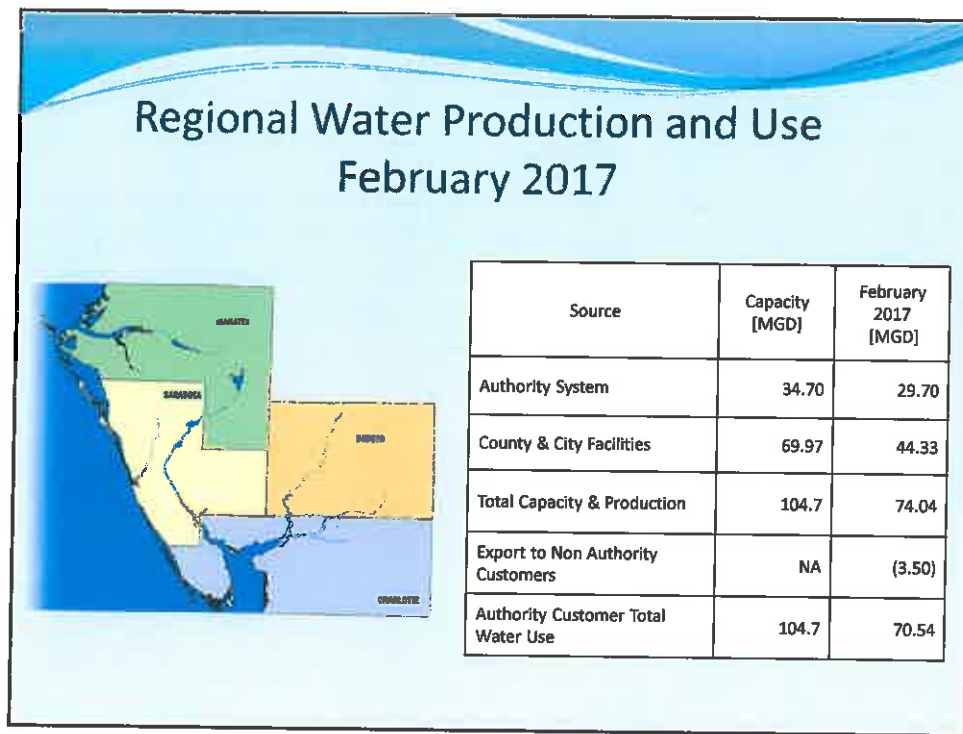 Regional Water Production and Use
February 2017
MANATEE
SARASOTA
DESOTO
CHARLOTTE
Source
Capacity
[MGD]
February
2017
[MGD]
Authority System 34.70 29.70
County & City Facilities 69.97 44.33
Total Capacity & Production 104.7 74.04
Export to Non Authority
Customers NA (3.50)
Authority Customer Total
Water Use 104.7 70.54